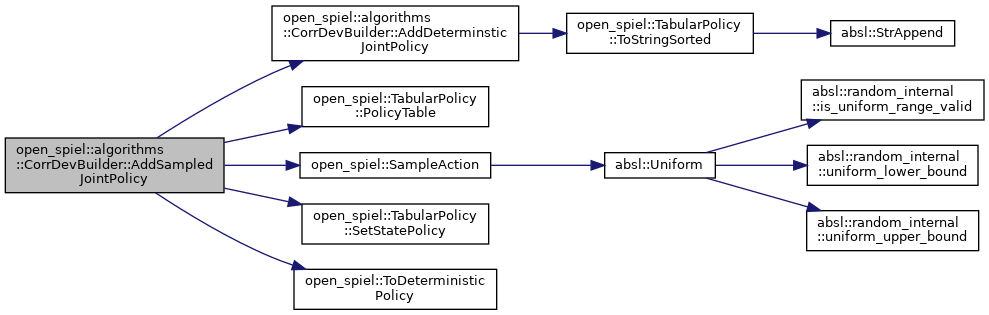 open_spiel::algorithms
::CorrDevBuilder::AddSampled
JointPolicy
open_spiel::algorithms
::CorrDevBuilder::AddDeterminstic
JointPolicy
open_spiel::TabularPolicy
::ToStringSorted
absl::StrAppend
open_spiel::TabularPolicy
::PolicyTable
open_spiel::SampleAction
absl::Uniform
absl::random_internal
::is_uniform_range_valid
absl::random_internal
::uniform_lower_bound
absl::random_internal
::uniform_upper_bound
open_spiel::TabularPolicy
::SetStatePolicy
open_spiel::ToDeterministic
Policy